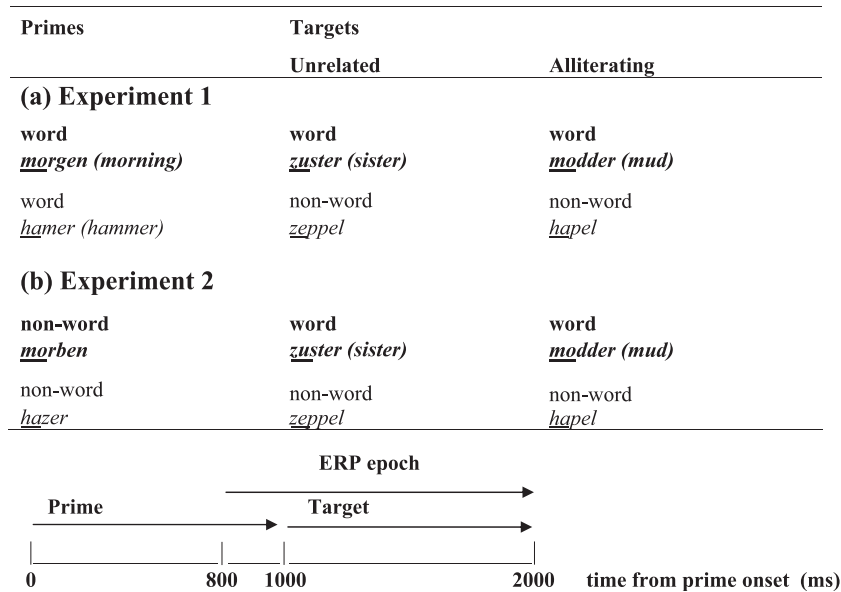 Primes Targets
Unrelated Alliterating
(a) Experiment 1
word word word
morgen (morning) zuster (sister) modder (mud)
word non-word non-word
hamer (hammer) zeppel hapel
(b) Experiment 2
non-word word word
morben zuster (sister) modder (mud)
non-word non-word non-word
hazer zeppel hapel
ERP epoch
Prime Target
0 800 1000 2000 time from prime onset (ms)